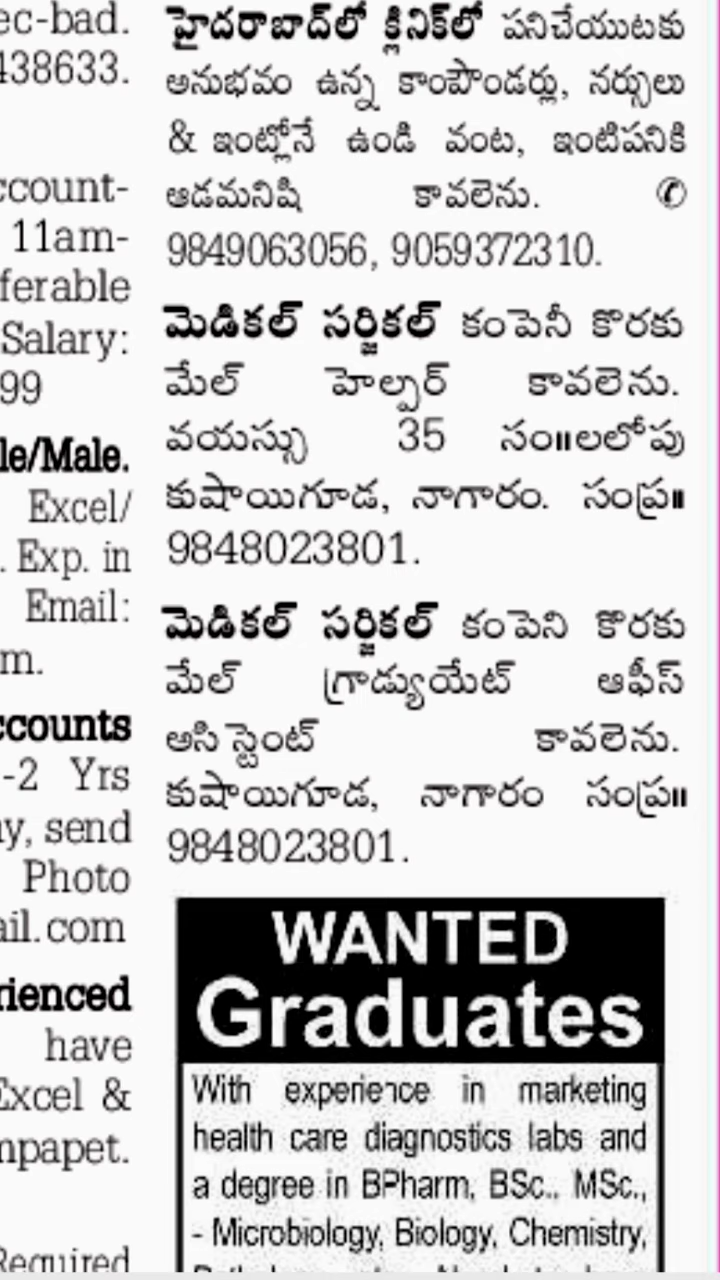 ec-bad.
438633.
ccount-
11am-
ferable
Salary:
99
le/Male.
Excel/
. Exp. in
Email:
m.
ccounts
-2 Yrs
ay, send
Photo
ail.com
rienced
have
Excel &
npapet.
Required
హైదరాబాద్‌లో క్లినిక్‌లో పనిచేయుటకు
అనుభవం ఉన్న కాంపౌండర్లు, నర్సులు
& ఇంట్లోనే ఉండి వంట, ఇంటిపనికి
ఆడమనిషి కావలెను. ✆
9849063056, 9059372310.
మెడికల్ సర్జికల్ కంపెనీ కొరకు
మేల్ హెల్పర్ కావలెను.
వయస్సు 35 సం॥లలోపు
కుషాయిగూడ, నాగారం. సంప్ర॥
9848023801.
మెడికల్ సర్జికల్ కంపెని కొరకు
మేల్ గ్రాడ్యుయేట్ ఆఫీస్
అసిస్టెంట్ కావలెను.
కుషాయిగూడ, నాగారం సంప్ర॥
9848023801.
WANTED
Graduates
With experience in marketing
health care diagnostics labs and
a degree in BPharm, BSc., MSc.,
- Microbiology, Biology, Chemistry,